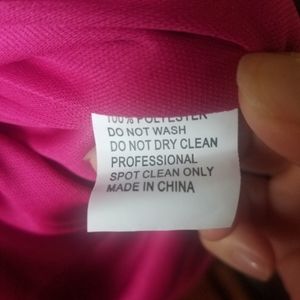 100% POLYESTER
DO NOT WASH
DO NOT DRY CLEAN
PROFESSIONAL
SPOT CLEAN ONLY
MADE IN CHINA